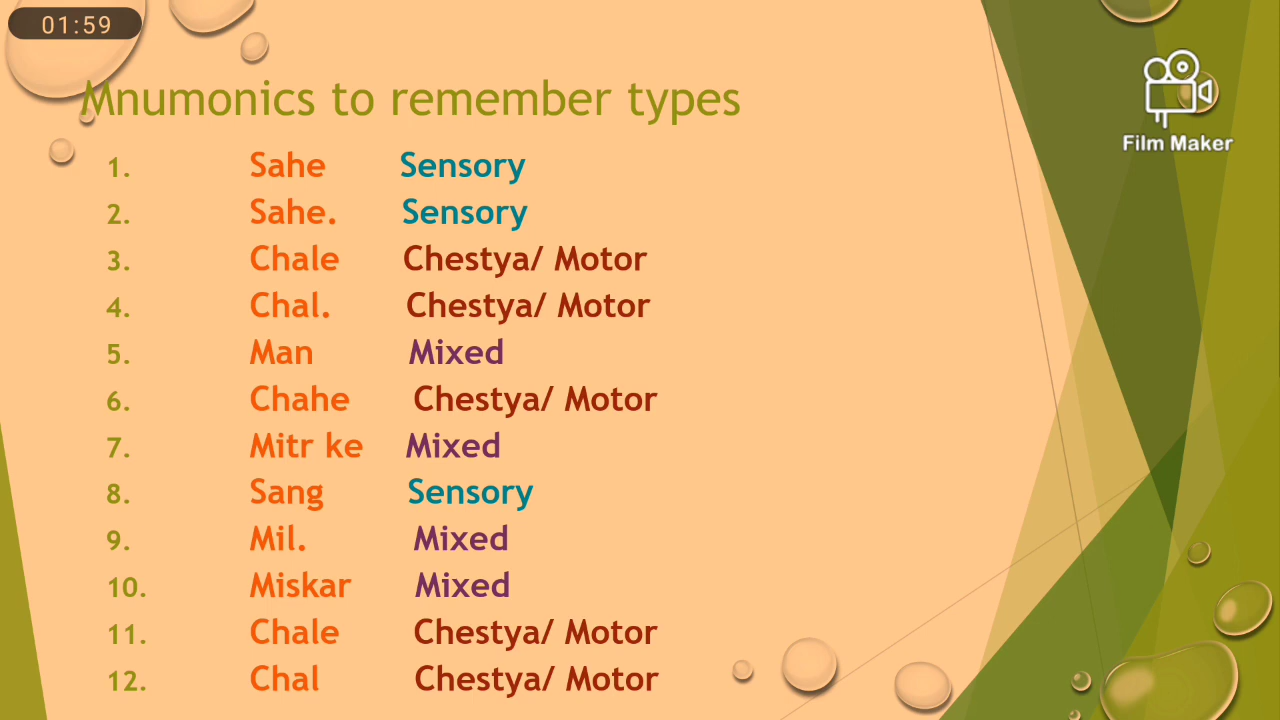 01:59
Mnumonics to remember types
Film Maker
1. Sahe Sensory
2. Sahe. Sensory
3. Chale Chestya/ Motor
4. Chal. Chestya/ Motor
5. Man Mixed
6. Chahe Chestya/ Motor
7. Mitr ke Mixed
8. Sang Sensory
9. Mil. Mixed
10. Miskar Mixed
11. Chale Chestya/ Motor
12. Chal Chestya/ Motor